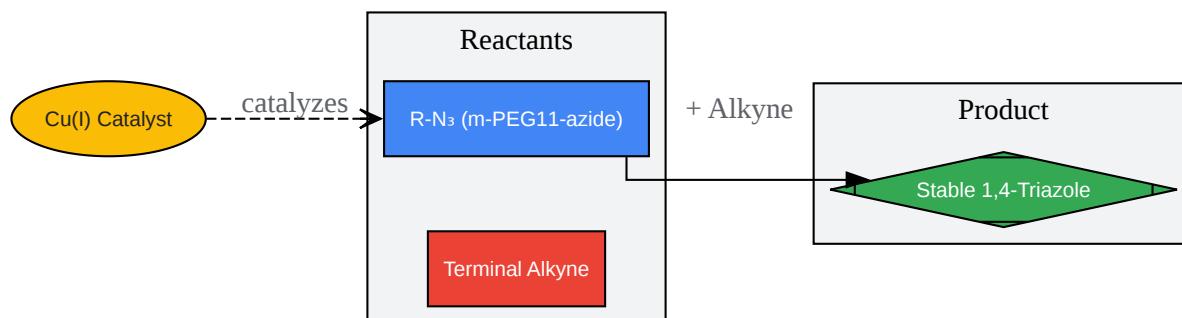 Reactants
Cu(I) Catalyst
catalyzes
R-N₃ (m-PEG11-azide)
+ Alkyne
Product
Stable 1,4-Triazole
Terminal Alkyne